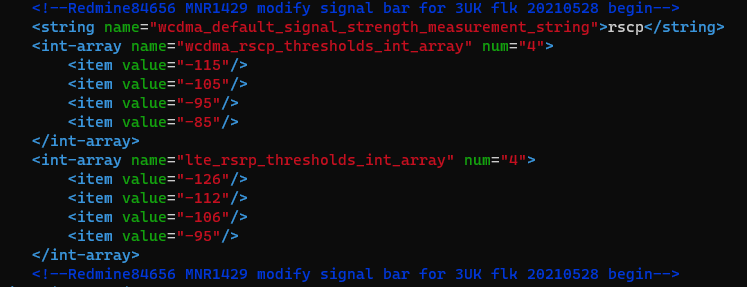 <!--Redmine84656 MNR1429 modify signal bar for 3UK flk 20210528 begin-->
<string name="wcdma_default_signal_strength_measurement_string">rscp</string>
<int-array name="wcdma_rscp_thresholds_int_array" num="4">
<item value="-115"/>
<item value="-105"/>
<item value="-95"/>
<item value="-85"/>
</int-array>
<int-array name="lte_rsrp_thresholds_int_array" num="4">
<item value="-126"/>
<item value="-112"/>
<item value="-106"/>
<item value="-95"/>
</int-array>
<!--Redmine84656 MNR1429 modify signal bar for 3UK flk 20210528 begin-->